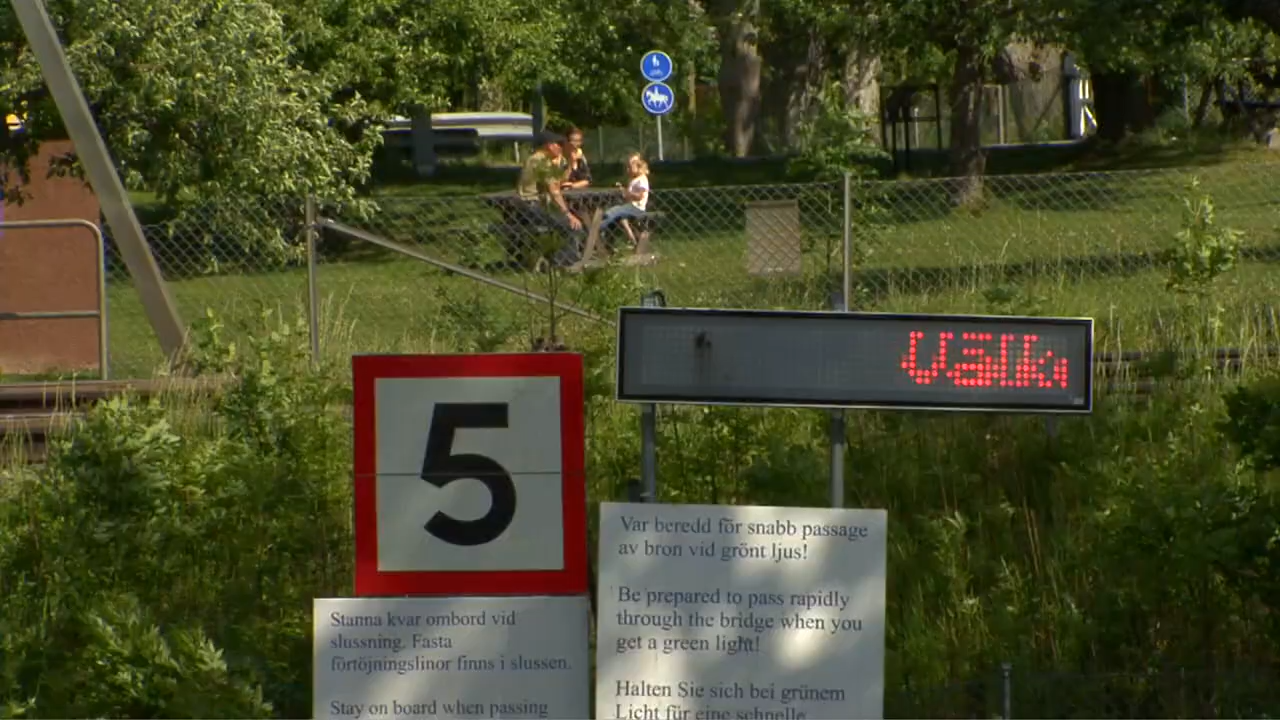 välk
5
Stanna kvar ombord vid
slussning. Fasta
förtöjningslinor finns i slussen.
Stay on board when passing
Var beredd för snabb passage
av bron vid grönt ljus!
Be prepared to pass rapidly
through the bridge when you
get a green light!
Halten Sie sich bei grünem
Licht für eine schnelle